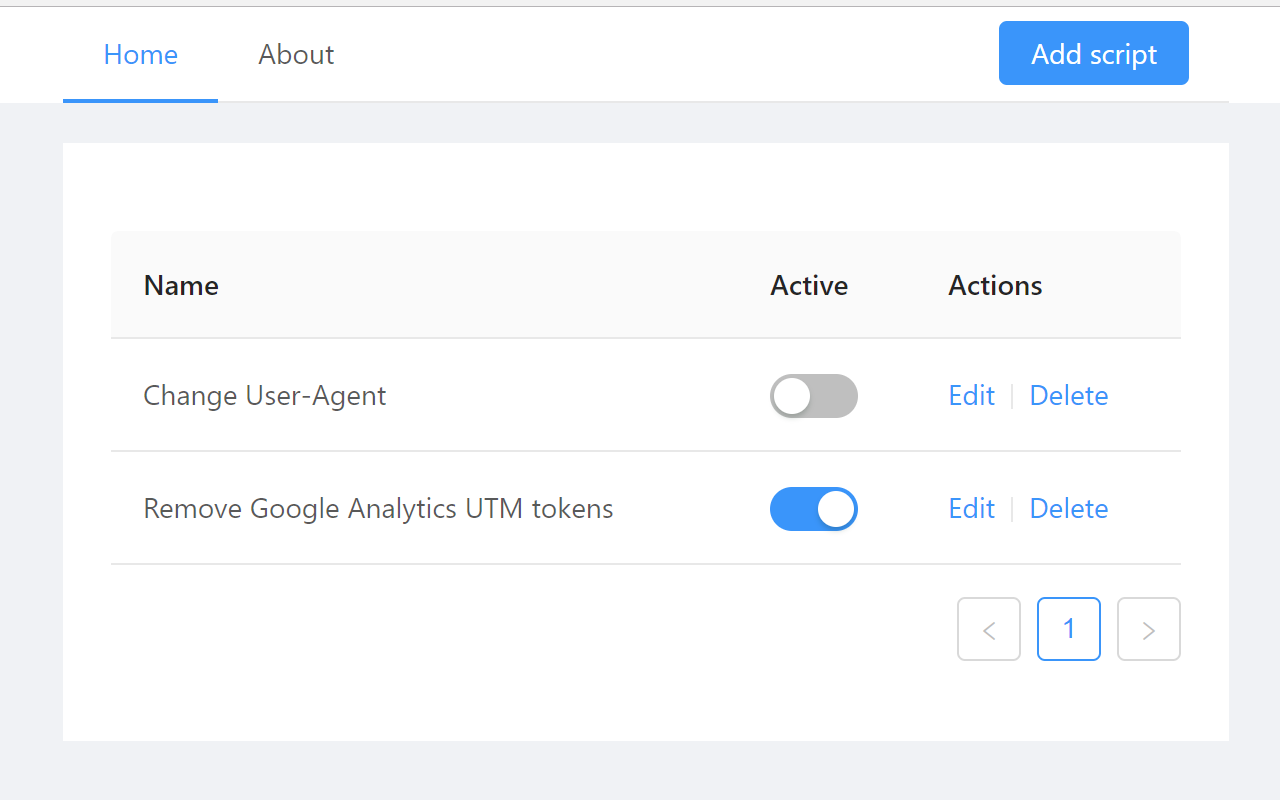 Home About Add script
Name Active Actions
Change User-Agent Edit Delete
Remove Google Analytics UTM tokens Edit Delete
< 1 >